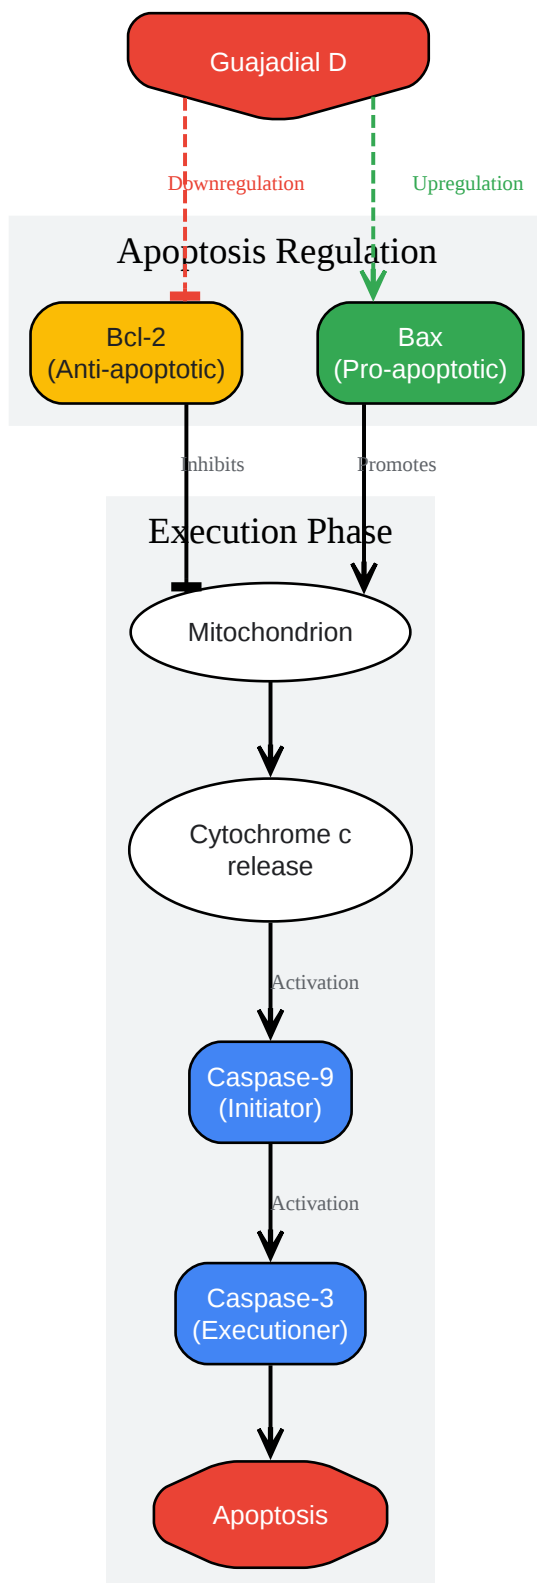 Guajadial D
Downregulation
Upregulation
Apoptosis Regulation
Bcl-2
(Anti-apoptotic)
Bax
(Pro-apoptotic)
Inhibits
Promotes
Execution Phase
Mitochondrion
Cytochrome c
release
Activation
Caspase-9
(Initiator)
Activation
Caspase-3
(Executioner)
Apoptosis